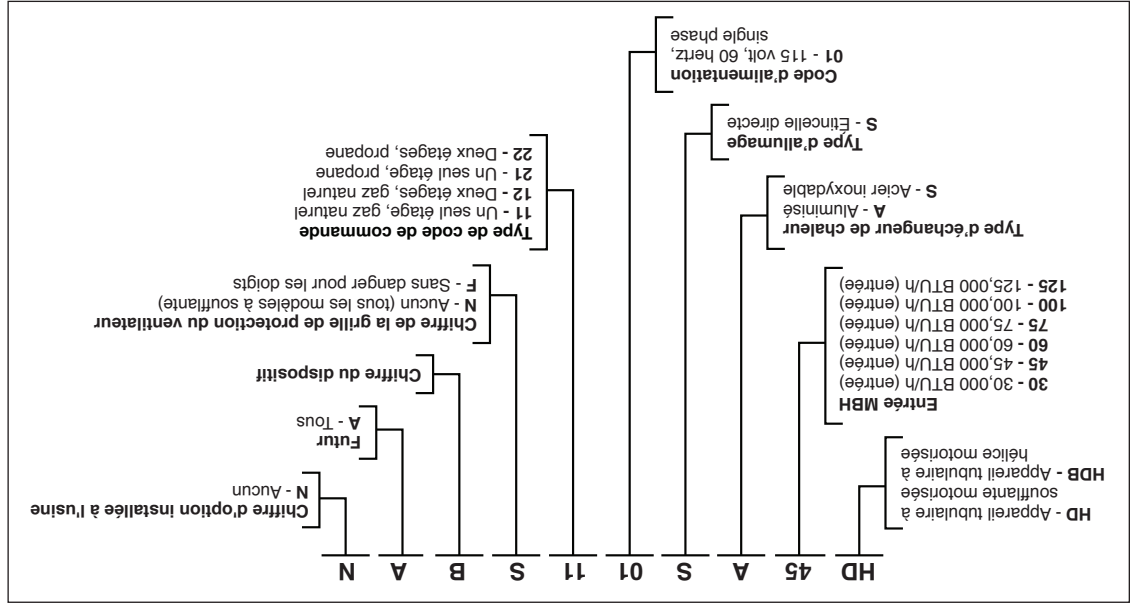 HD 45 A S 01 11 S B A N
HD - Appareil tubulaire à
soufflante motorisée
HDB - Appareil tubulaire à
hélice motorisée
Entrée MBH
30 - 30,000 BTU/h (entrée)
45 - 45,000 BTU/h (entrée)
60 - 60,000 BTU/h (entrée)
75 - 75,000 BTU/h (entrée)
100 - 100,000 BTU/h (entrée)
125 - 125,000 BTU/h (entrée)
Type d'échangeur de chaleur
A - Aluminisé
S - Acier inoxydable
Type d'allumage
S - Étincelle directe
Code d'alimentation
01 - 115 volt, 60 hertz,
single phase
Chiffre d'option installée à l'usine
N - Aucun
Futur
A - Tous
Chiffre du dispositif
Chiffre de la grille de protection du ventilateur
N - Aucun (tous les modèles à soufflante)
F - Sans danger pour les doigts
Type de code de commande
11 - Un seul étage, gaz naturel
12 - Deux étages, gaz naturel
21 - Un seul étage, propane
22 - Deux étages, propane